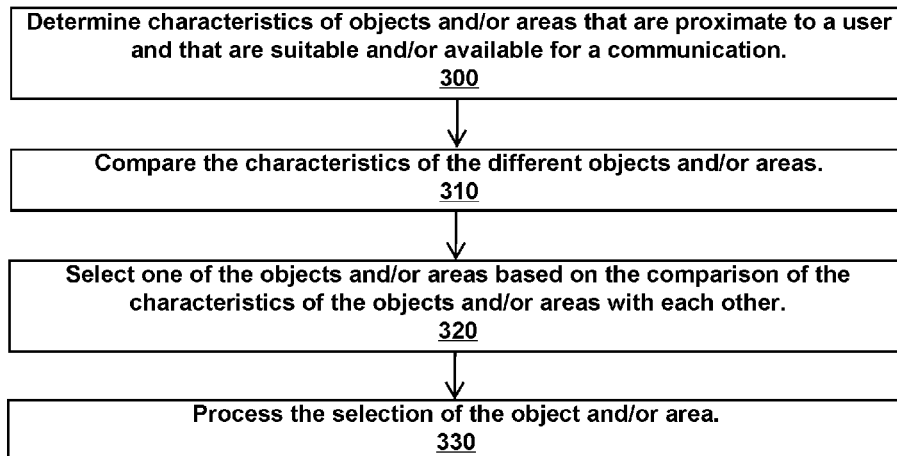 Determine characteristics of objects and/or areas that are proximate to a user
and that are suitable and/or available for a communication.
300
Compare the characteristics of the different objects and/or areas.
310
Select one of the objects and/or areas based on the comparison of the
characteristics of the objects and/or areas with each other.
320
Process the selection of the object and/or area.
330